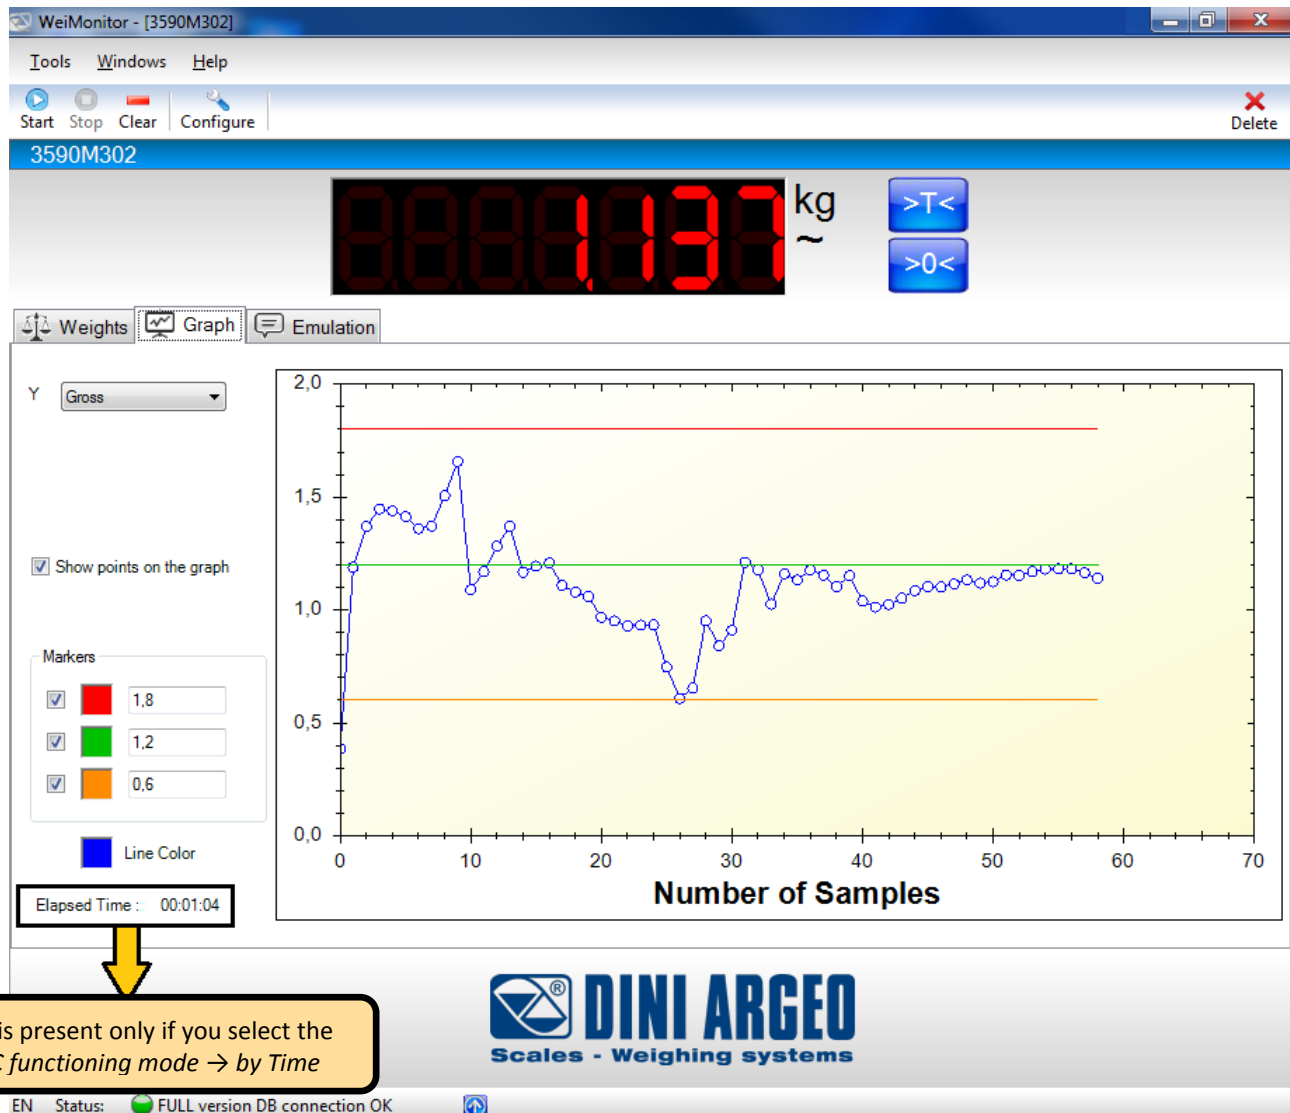 WeiMonitor - [3590M302]
Tools Windows Help
Start Stop Clear Configure Delete
3590M302
1,137 kg
~
>T<
>0<
Weights Graph Emulation
Y Gross
Show points on the graph
Markers
1,8
1,2
0,6
Line Color
Elapsed Time : 00:01:04
2,0
1,5
1,0
0,5
0,0
0 10 20 30 40 50 60 70
Number of Samples
is present only if you select the
functioning mode → by Time
® DINI ARGEO
Scales - Weighing systems
EN Status: FULL version DB connection OK